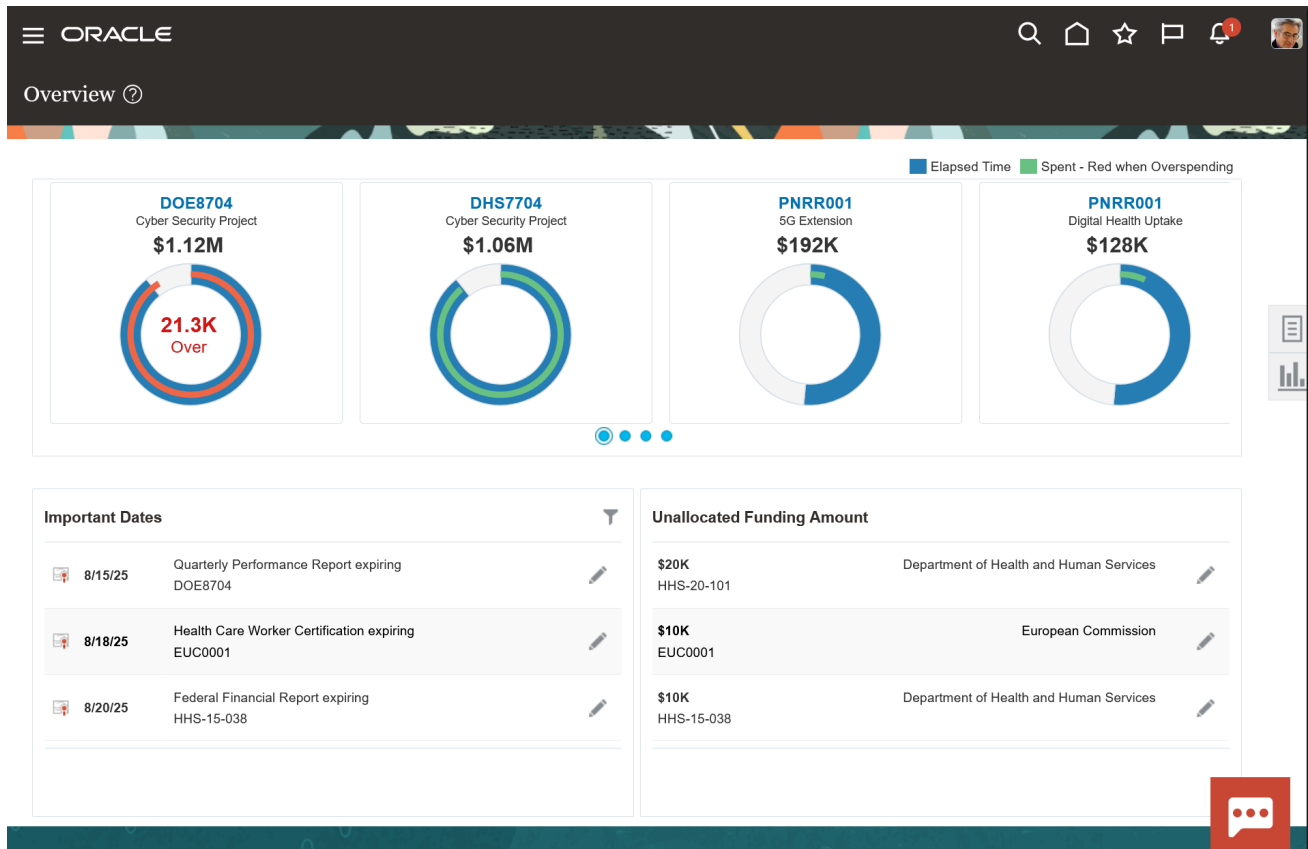 ORACLE
1
Overview ?
Elapsed Time Spent - Red when Overspending
DOE8704
Cyber Security Project
$1.12M
21.3K
Over
DHS7704
Cyber Security Project
$1.06M
PNRR001
5G Extension
$192K
PNRR001
Digital Health Uptake
$128K
Important Dates
8/15/25
Quarterly Performance Report expiring
DOE8704
8/18/25
Health Care Worker Certification expiring
EUC0001
8/20/25
Federal Financial Report expiring
HHS-15-038
Unallocated Funding Amount
$20K
HHS-20-101
Department of Health and Human Services
$10K
EUC0001
European Commission
$10K
HHS-15-038
Department of Health and Human Services